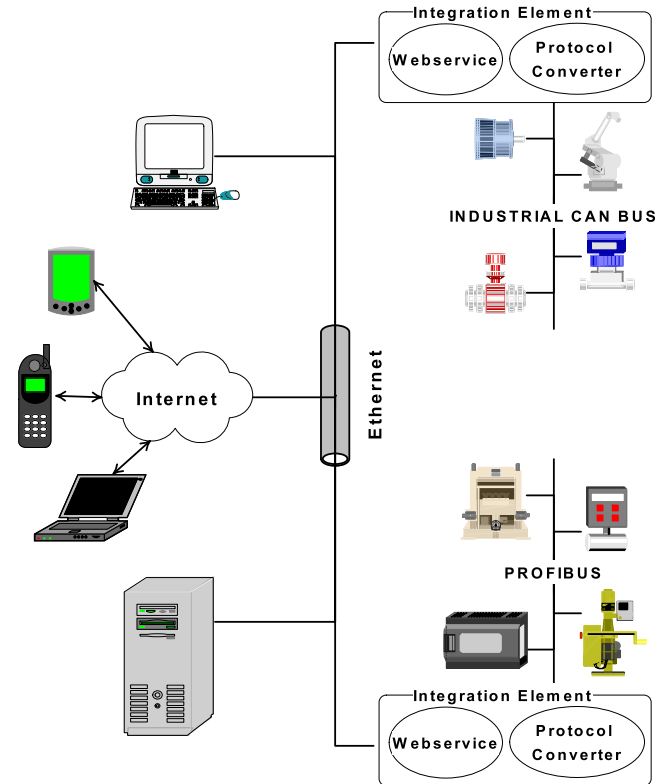 Integration Element
Webservice
Protocol
Converter
INDUSTRIAL CAN BUS
Internet
Ethernet
PROFIBUS
Integration Element
Webservice
Protocol
Converter